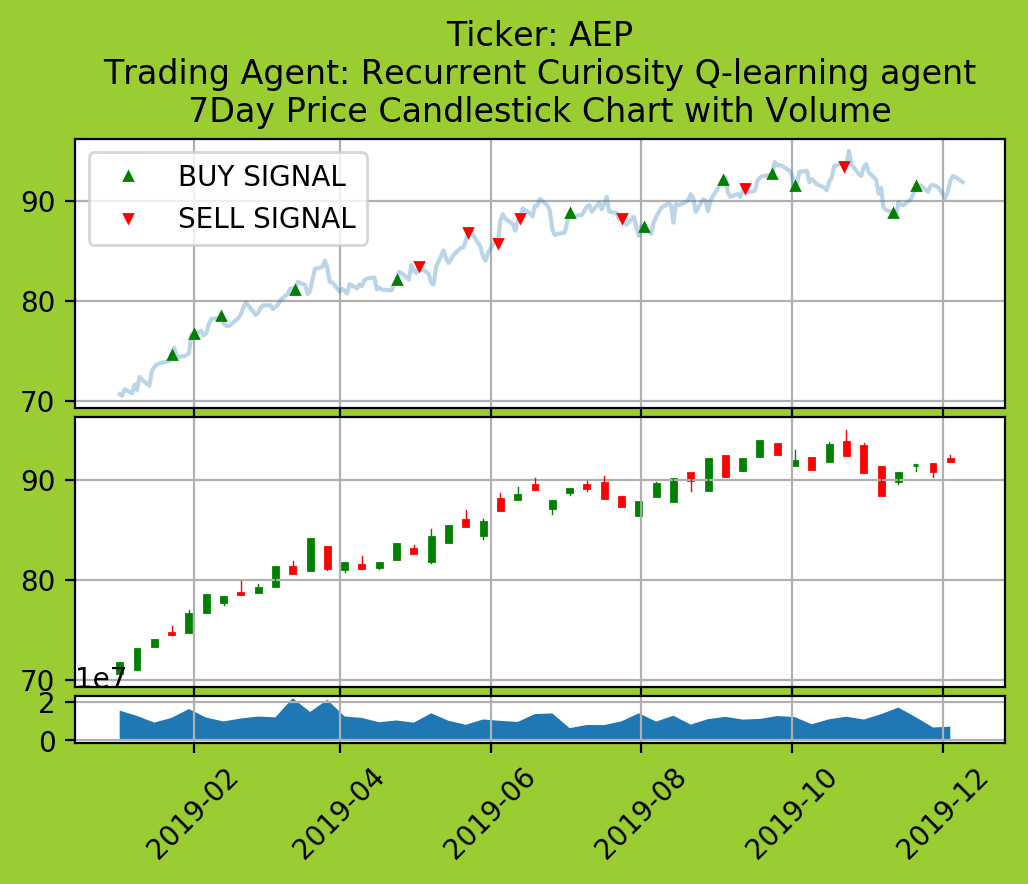 Ticker: AEP
Trading Agent: Recurrent Curiosity Q-learning agent
7Day Price Candlestick Chart with Volume
BUY SIGNAL
SELL SIGNAL
90
80
70
90
80
70
1e7
2
0
2019-02
2019-04
2019-06
2019-08
2019-10
2019-12